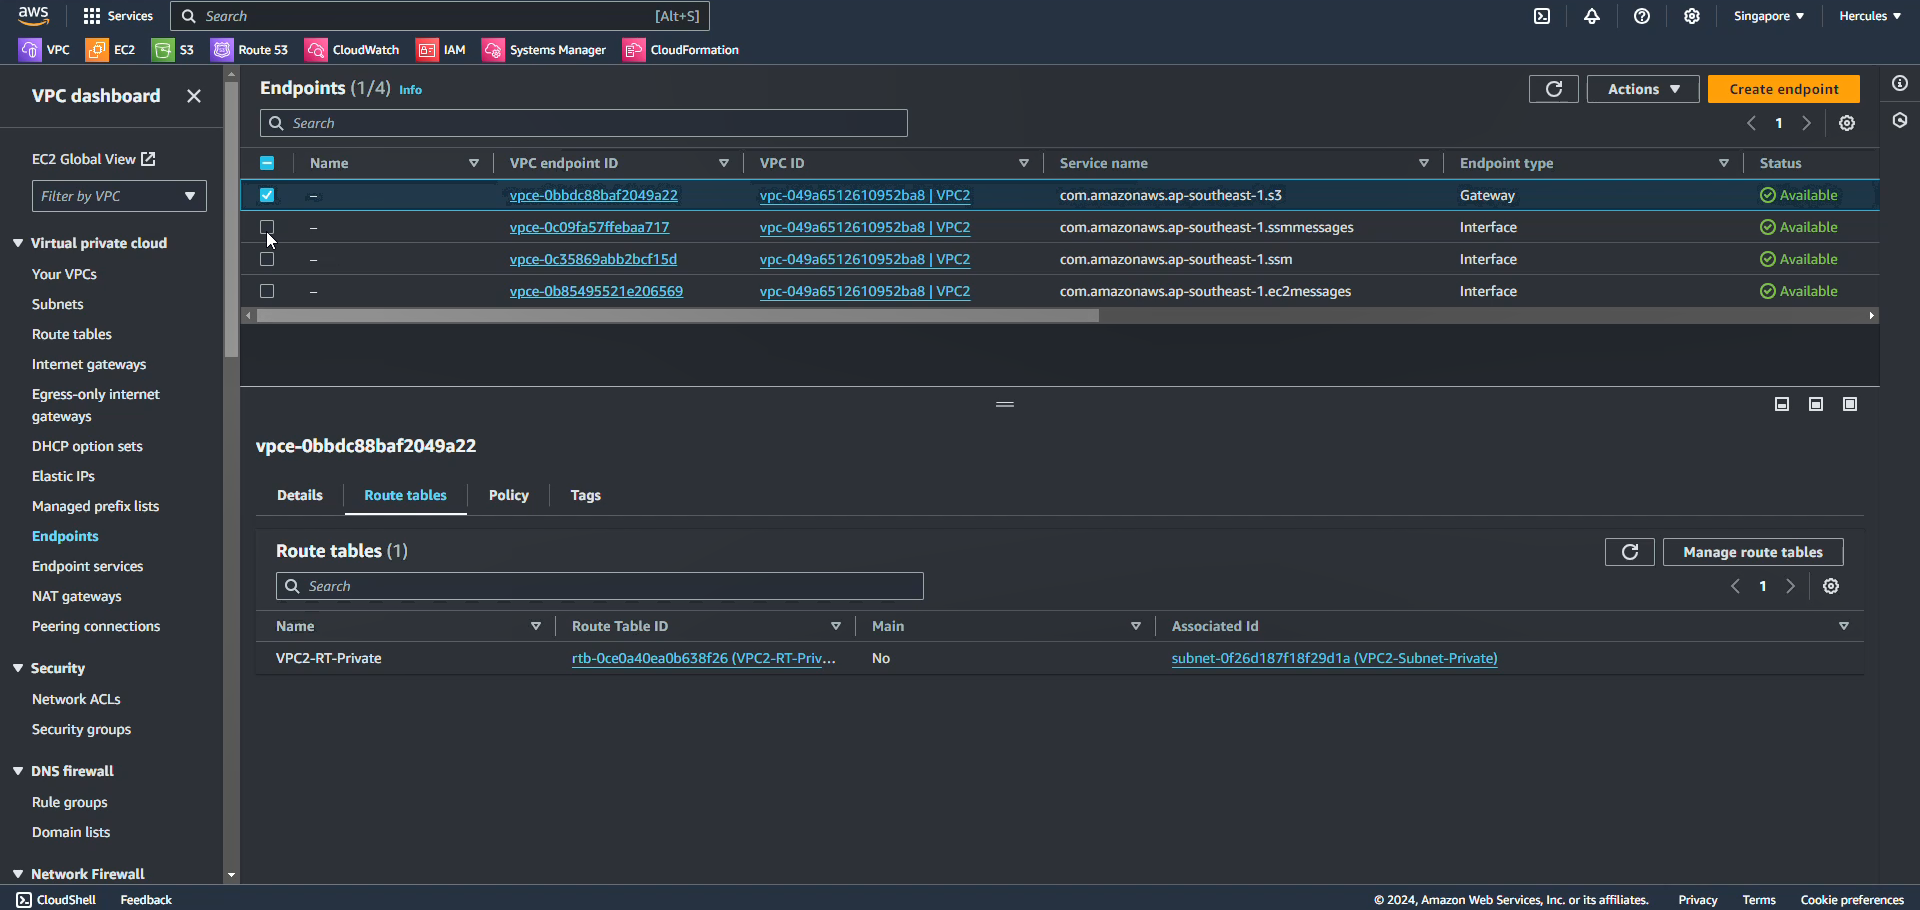 aws Services Search [Alt+S] Singapore Hercules
VPC EC2 S3 Route 53 CloudWatch IAM Systems Manager CloudFormation
VPC dashboard
EC2 Global View
Filter by VPC
Virtual private cloud
Your VPCs
Subnets
Route tables
Internet gateways
Egress-only internet
gateways
DHCP option sets
Elastic IPs
Managed prefix lists
Endpoints
Endpoint services
NAT gateways
Peering connections
Security
Network ACLs
Security groups
DNS firewall
Rule groups
Domain lists
Network Firewall
Endpoints (1/4) Info Actions Create endpoint
Search 1
Name VPC endpoint ID VPC ID Service name Endpoint type Status
– vpce-0bbdc88baf2049a22 vpc-049a6512610952ba8 | VPC2 com.amazonaws.ap-southeast-1.s3 Gateway Available
– vpce-0c09fa57ffebaa717 vpc-049a6512610952ba8 | VPC2 com.amazonaws.ap-southeast-1.ssmmessages Interface Available
– vpce-0c35869abb2bcf15d vpc-049a6512610952ba8 | VPC2 com.amazonaws.ap-southeast-1.ssm Interface Available
– vpce-0b85495521e206569 vpc-049a6512610952ba8 | VPC2 com.amazonaws.ap-southeast-1.ec2messages Interface Available
vpce-0bbdc88baf2049a22
Details Route tables Policy Tags
Route tables (1) Manage route tables
Search 1
Name Route Table ID Main Associated Id
VPC2-RT-Private rtb-0ce0a40ea0b638f26 (VPC2-RT-Priv... No subnet-0f26d187f18f29d1a (VPC2-Subnet-Private)
CloudShell Feedback © 2024, Amazon Web Services, Inc. or its affiliates. Privacy Terms Cookie preferences